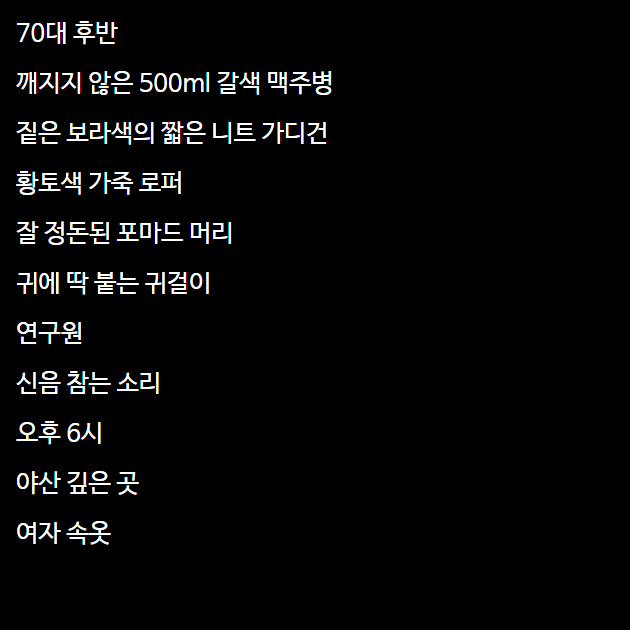 70대 후반
깨지지 않은 500ml 갈색 맥주병
짙은 보라색의 짧은 니트 가디건
황토색 가죽 로퍼
잘 정돈된 포마드 머리
귀에 딱 붙는 귀걸이
연구원
신음 참는 소리
오후 6시
야산 깊은 곳
여자 속옷